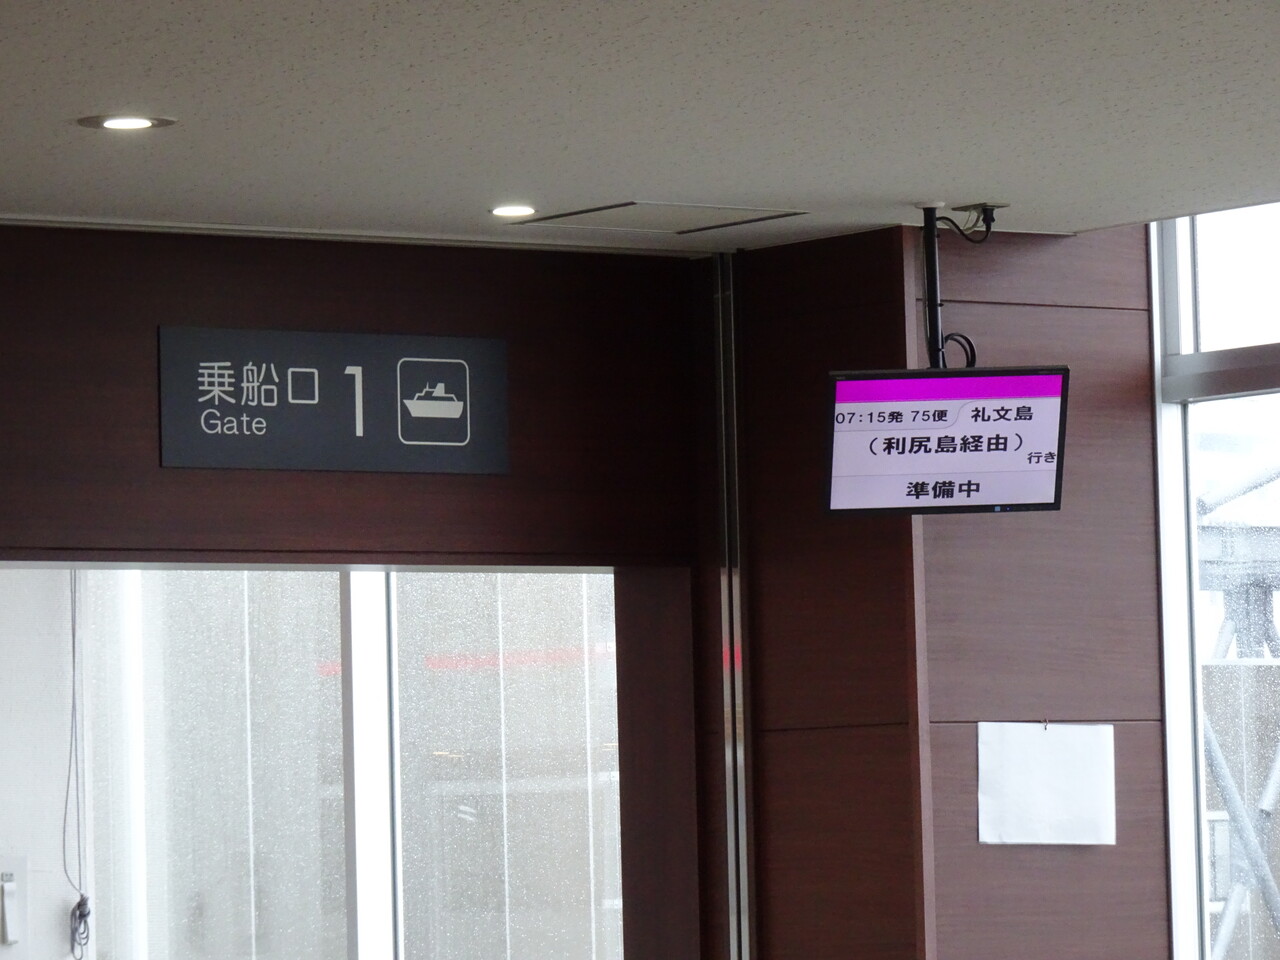 乗船口 1
Gate
07:15発 75便 礼文島
（利尻島経由）
行き
準備中